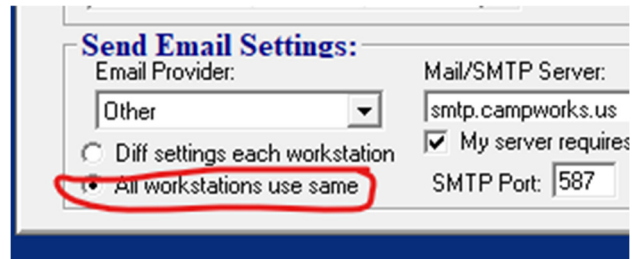 Send Email Settings:
Email Provider:
Mail/SMTP Server:
Other
smtp.campworks.us
Diff settings each workstation
My server requires
All workstations use same
SMTP Port: 587